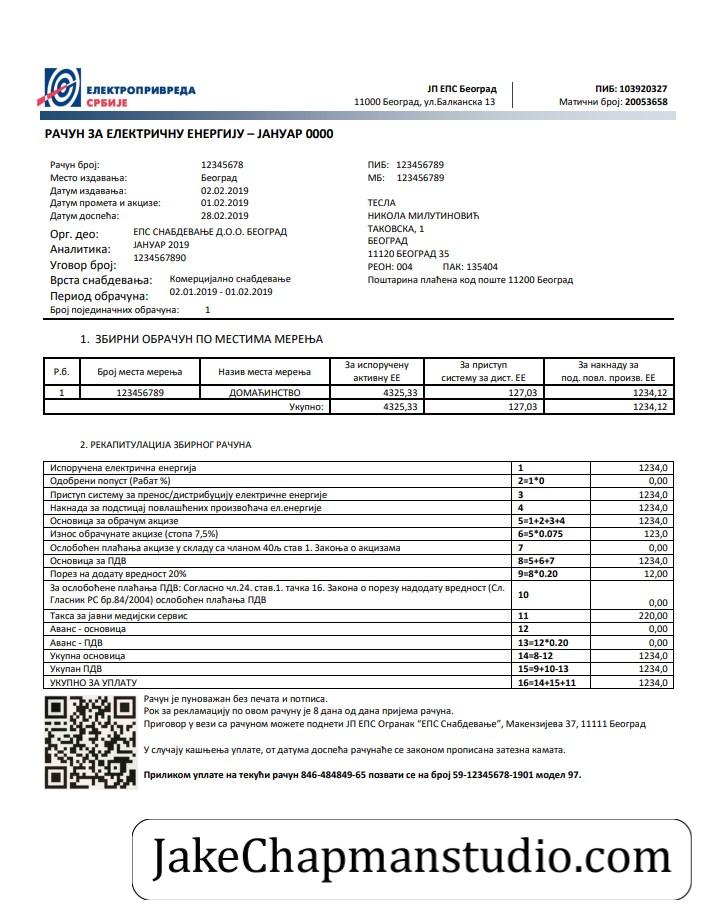 ЕЛЕКТРОПРИВРЕДА
СРБИЈЕ
ЈП ЕПС Београд
11000 Београд, ул.Балканска 13
ПИБ: 103920327
Матични број: 20053658
РАЧУН ЗА ЕЛЕКТРИЧНУ ЕНЕРГИЈУ – ЈАНУАР 0000
Рачун број: 12345678
Место издавања: Београд
Датум издавања: 02.02.2019
Датум промета и акцизе: 01.02.2019
Датум доспећа: 28.02.2019
Орг. део: ЕПС СНАБДЕВАЊЕ Д.О.О. БЕОГРАД
Аналитика: ЈАНУАР 2019
Уговор број: 1234567890
Врста снабдевања: Комерцијално снабдевање
Период обрачуна: 02.01.2019 - 01.02.2019
Број појединачних обрачуна: 1
ПИБ: 123456789
МБ: 123456789
ТЕСЛА
НИКОЛА МИЛУТИНОВИЋ
ТАКОВСКА, 1
БЕОГРАД
11120 БЕОГРАД 35
РЕОН: 004 ПАК: 135404
Поштарина плаћена код поште 11200 Београд
1. ЗБИРНИ ОБРАЧУН ПО МЕСТИМА МЕРЕЊА
Р.б. Број места мерења Назив места мерења За испоручену активну ЕЕ За приступ систему за дист. ЕЕ За накнаду за под. повл. произв. ЕЕ
1 123456789 ДОМАЋИНСТВО 4325,33 127,03 1234,12
Укупно: 4325,33 127,03 1234,12
2. РЕКАПИТУЛАЦИЈА ЗБИРНОГ РАЧУНА
Испоручена електрична енергија 1 1234,0
Одобрени попуст (Рабат %) 2=1*0 0,00
Приступ систему за пренос/дистрибуцију електричне енергије 3 1234,0
Накнада за подстицај повлашћених произвођача ел.енергије 4 1234,0
Основица за обрачум акцизе 5=1+2+3+4 1234,0
Износ обрачунате акцизе (стопа 7,5%) 6=5*0.075 123,0
Ослобођен плаћања акцизе у складу са чланом 40љ став 1. Закоња о акцизама 7 0,00
Основица за ПДВ 8=5+6+7 1234,0
Порез на додату вредност 20% 9=8*0.20 12,00
За ослобођене плаћања ПДВ: Согласно чл.24. став.1. тачка 16. Закона о порезу надодату вредност (Сл.
Гласник РС бр.84/2004) ослобођен плаћања ПДВ 10 0,00
Такса за јавни медијски сервис 11 220,00
Аванс - основица 12 0,00
Аванс - ПДВ 13=12*0.20 0,00
Укупна основица 14=8-12 1234,0
Укупан ПДВ 15=9+10-13 1234,0
УКУПНО ЗА УПЛАТУ 16=14+15+11 1234,0
Рачун је пуноважан без печата и потписа.
Рок за рекламацију по овом рачуну је 8 дана од дана пријема рачуна.
Приговор у вези са рачуном можете поднети ЈП ЕПС Огранак “ЕПС Снабдевање”, Макензијева 37, 11111 Београд
У случају кашњења уплате, от датума доспећа рачунаће се законом прописана затезна камата.
Приликом уплате на текући рачун 846-484849-65 позвати се на број 59-12345678-1901 модел 97.
JakeChapmanstudio.com